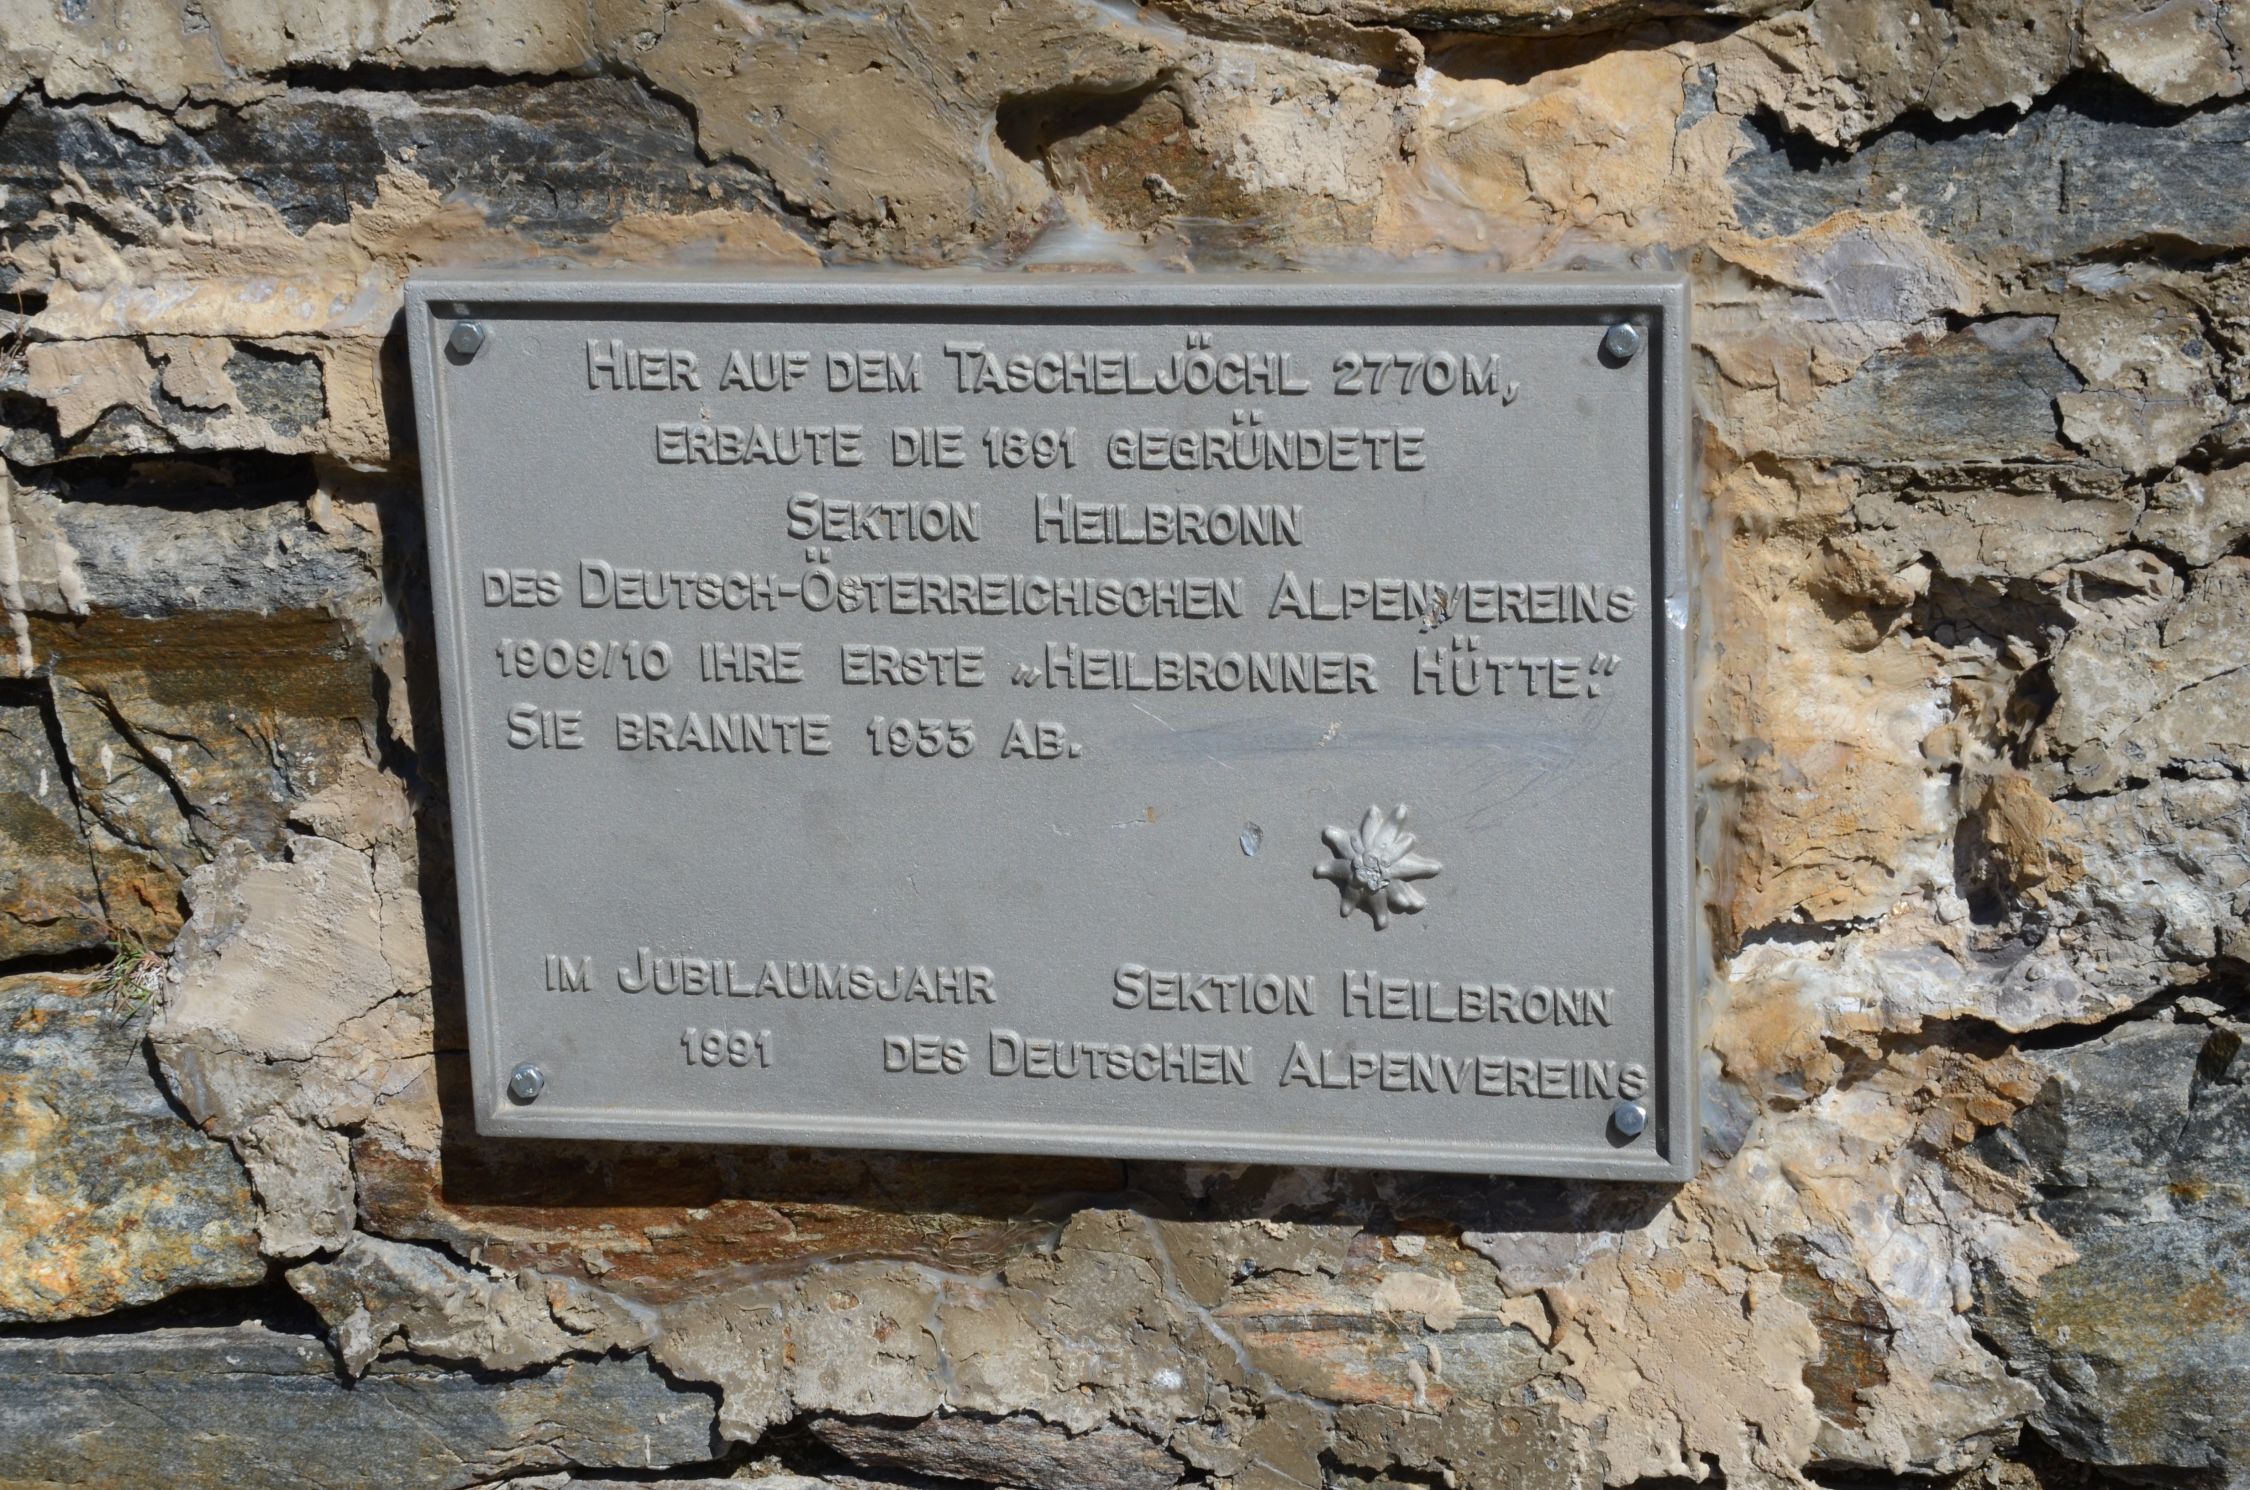 HIER AUF DEM TASCHELJÖCHL 2770M,
ERBAUTE DIE 1891 GEGRÜNDETE
SEKTION HEILBRONN
DES DEUTSCH-ÖSTERREICHISCHEN ALPENVEREINS
1909/10 IHRE ERSTE „HEILBRONNER HÜTTE.“
SIE BRANNTE 1933 AB.
IM JUBILAUMSJAHR
1991
SEKTION HEILBRONN
DES DEUTSCHEN ALPENVEREINS